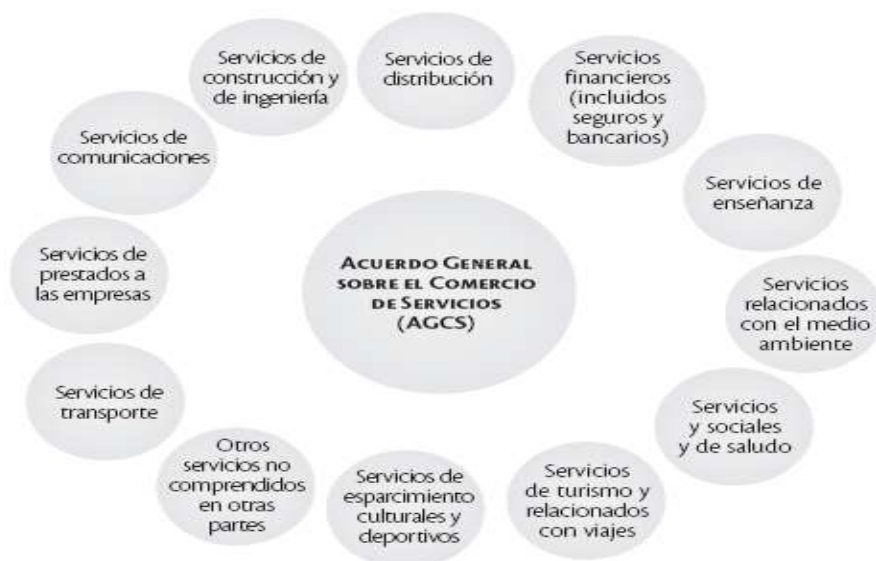 Servicios de
construcción y
de ingeniería
Servicios de
distribución
Servicios
financieros
(incluidos
seguros y
bancarios)
Servicios de
comunicaciones
Servicios de
enseñanza
Servicios de
prestados a
las empresas
ACUERDO GENERAL
SOBRE EL COMERCIO
DE SERVICIOS
(AGCS)
Servicios
relacionados
con el medio
ambiente
Servicios de
transporte
Servicios
y sociales
y de saludo
Otros
servicios no
comprendidos
en otras
partes
Servicios de
esparcimiento
culturales y
deportivos
Servicios
de turismo y
relacionados
con viajes